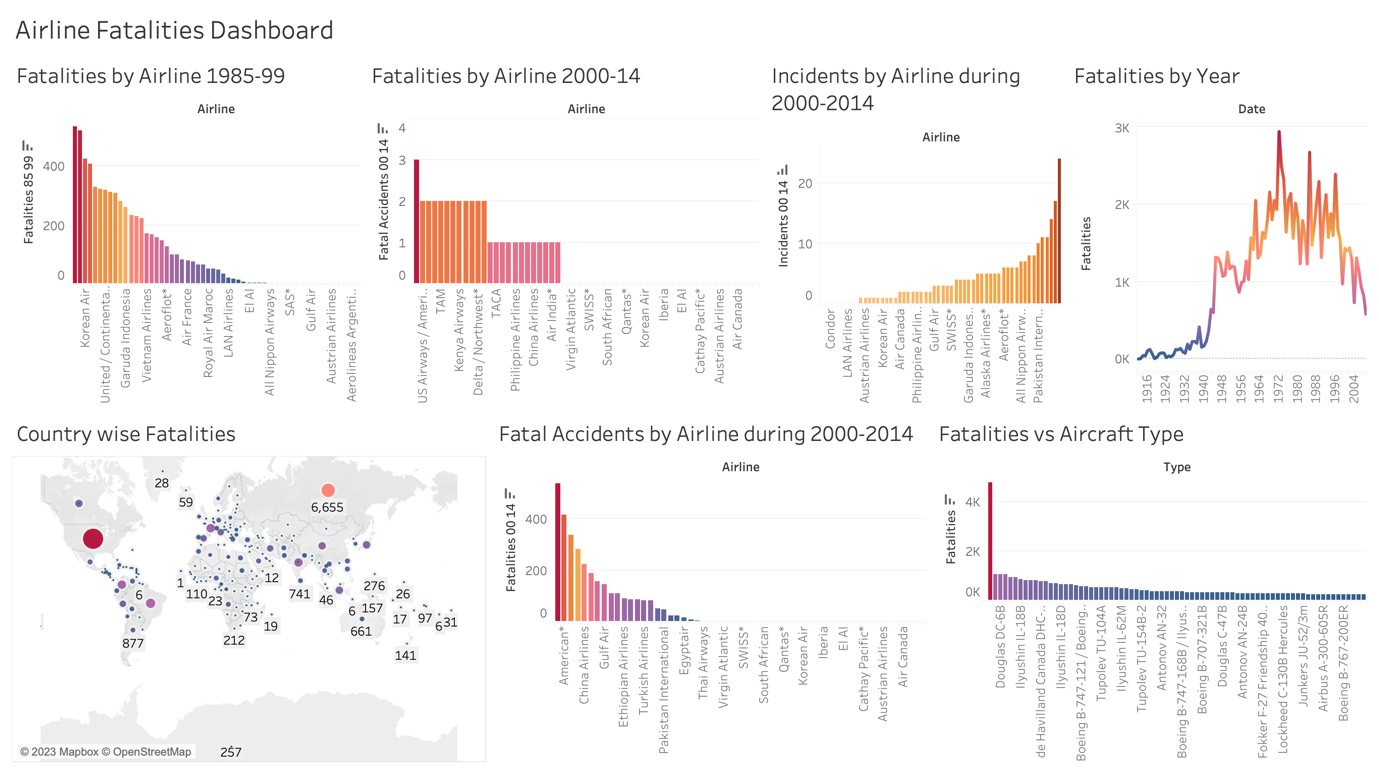 Airline Fatalities Dashboard
Fatalities by Airline 1985-99
Airline
Fatalities 85 99
400
200
0
Korean Air
United / Continenta..
Garuda Indonesia
Vietnam Airlines
Aeroflot*
Air France
Royal Air Maroc
LAN Airlines
El Al
All Nippon Airways
SAS*
Gulf Air
Austrian Airlines
Aerolineas Argenti..
Fatalities by Airline 2000-14
Airline
Fatal Accidents 00 14
4
3
2
1
0
US Airways / Ameri..
TAM
Kenya Airways
Delta / Northwest*
TACA
Philippine Airlines
China Airlines
Air India*
Virgin Atlantic
SWISS*
South African
Qantas*
Korean Air
Iberia
El Al
Cathay Pacific*
Austrian Airlines
Air Canada
Incidents by Airline during
2000-2014
Airline
Incidents 00 14
20
10
0
Condor
LAN Airlines
Austrian Airlines
Korean Air
Air Canada
Philippine Airlin..
Gulf Air
SWISS*
Garuda Indones..
Alaska Airlines*
Aeroflot*
All Nippon Airw..
Pakistan Intern..
Fatalities by Year
Date
Fatalities
3K
2K
1K
0K
1916
1924
1932
1940
1948
1956
1964
1972
1980
1988
1996
2004
Country wise Fatalities
28
59
6,655
1
110
23
12
741
46
276
26
6
157
17
97
6
31
6
73
19
661
877
212
141
257
© 2023 Mapbox © OpenStreetMap
Fatal Accidents by Airline during 2000-2014
Airline
Fatalities 00 14
400
200
0
American*
China Airlines
Gulf Air
Ethiopian Airlines
Turkish Airlines
Pakistan International
Egyptair
Thai Airways
Virgin Atlantic
SWISS*
South African
Qantas*
Korean Air
Iberia
El Al
Cathay Pacific*
Austrian Airlines
Air Canada
Fatalities vs Aircraft Type
Type
Fatalities
4K
2K
0K
Douglas DC-6B
Ilyushin IL-18B
de Havilland Canada DHC-..
Ilyushin IL-18D
Boeing B-747-121 / Boeing..
Tupolev TU-104A
Ilyushin IL-62M
Tupolev TU-154B-2
Antonov AN-32
Boeing B-747-168B / Ilyus..
Boeing B-707-321B
Douglas C-47B
Antonov AN-24B
Fokker F-27 Friendship 40..
Lockheed C-130B Hercules
Junkers JU-52/3m
Airbus A-300-605R
Boeing B-767-200ER